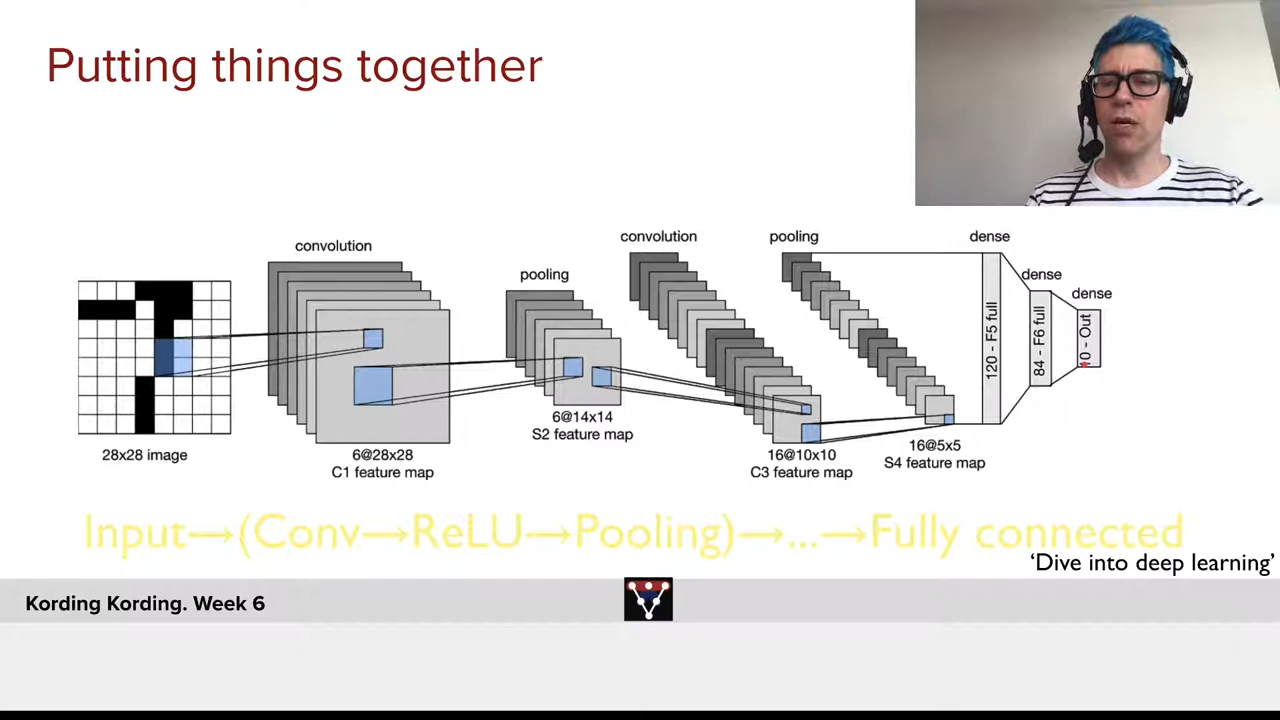 Putting things together
convolution
pooling
convolution
pooling
dense
dense
dense
120 - F5 full
84 - F6 full
10 - Out
28x28 image
6@28x28
C1 feature map
6@14x14
S2 feature map
16@10x10
C3 feature map
16@5x5
S4 feature map
Input→(Conv→ReLU→Pooling)→...→Fully connected
‘Dive into deep learning’
Kording Kording. Week 6